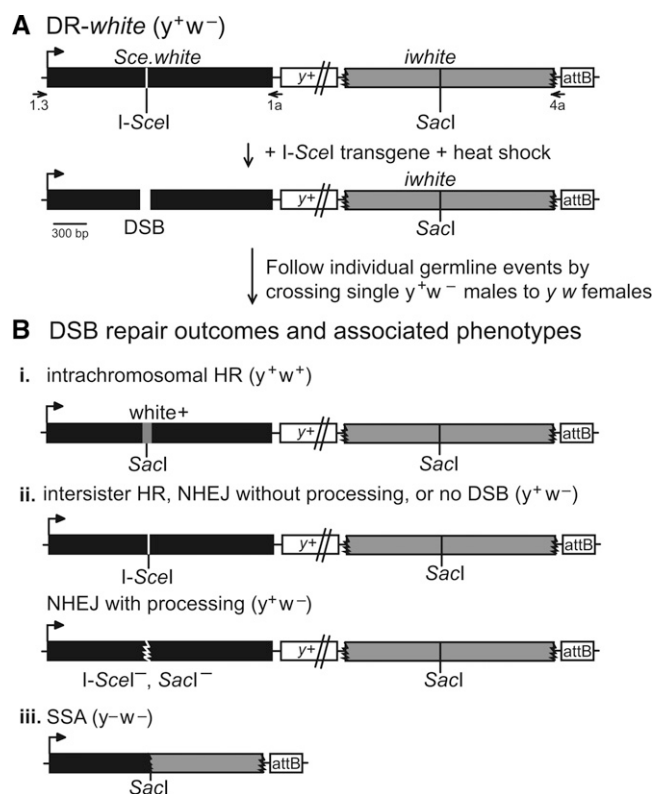 A DR-white (y+w−)
Sce.white
y+
iwhite
attB
1.3
1a
4a
I-SceI
SacI
+ I-SceI transgene + heat shock
iwhite
y+
attB
300 bp
DSB
SacI
Follow individual germline events by
crossing single y+w− males to y w females
B DSB repair outcomes and associated phenotypes
i. intrachromosomal HR (y+w+)
white+
y+
attB
SacI
SacI
ii. intersister HR, NHEJ without processing, or no DSB (y+w−)
y+
attB
I-SceI
SacI
NHEJ with processing (y+w−)
y+
attB
I-SceI−, SacI−
SacI
iii. SSA (y−w−)
attB
SacI